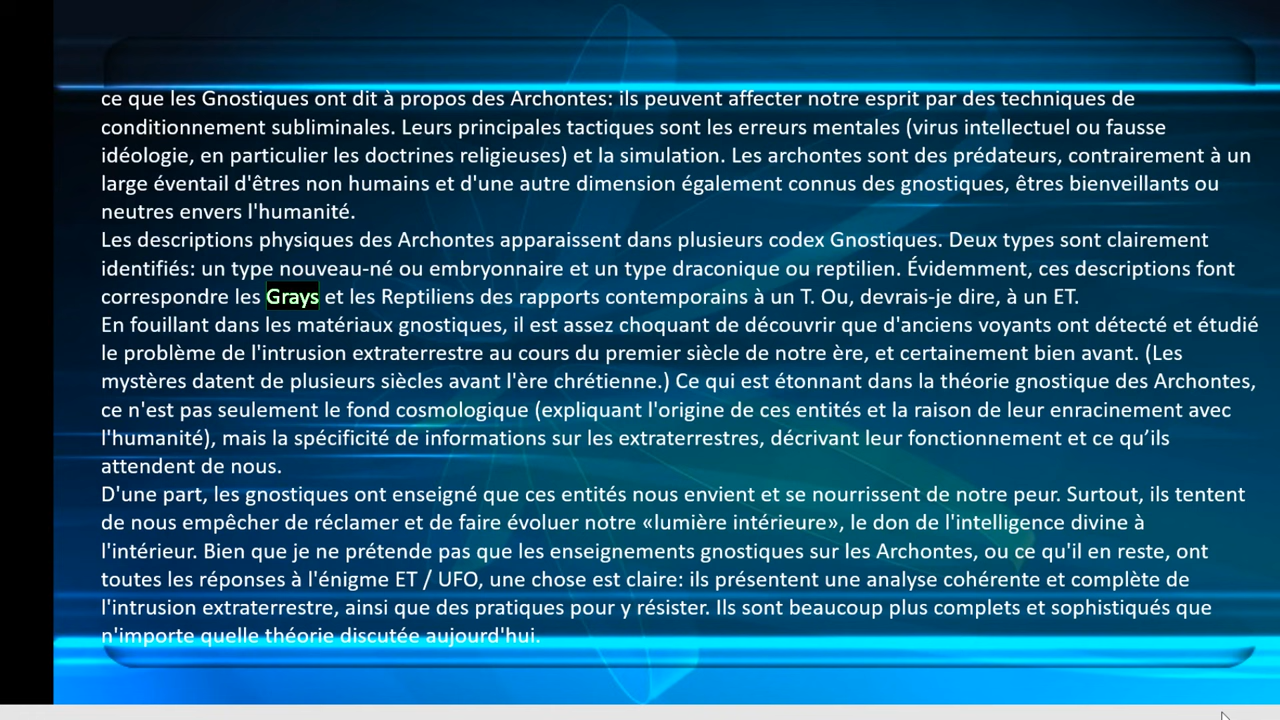 ce que les Gnostiques ont dit à propos des Archontes: ils peuvent affecter notre esprit par des techniques de
conditionnement subliminales. Leurs principales tactiques sont les erreurs mentales (virus intellectuel ou fausse
idéologie, en particulier les doctrines religieuses) et la simulation. Les archontes sont des prédateurs, contrairement à un
large éventail d'êtres non humains et d'une autre dimension également connus des gnostiques, êtres bienveillants ou
neutres envers l'humanité.
Les descriptions physiques des Archontes apparaissent dans plusieurs codex Gnostiques. Deux types sont clairement
identifiés: un type nouveau-né ou embryonnaire et un type draconique ou reptilien. Évidemment, ces descriptions font
correspondre les Grays et les Reptiliens des rapports contemporains à un T. Ou, devrais-je dire, à un ET.
En fouillant dans les matériaux gnostiques, il est assez choquant de découvrir que d'anciens voyants ont détecté et étudié
le problème de l'intrusion extraterrestre au cours du premier siècle de notre ère, et certainement bien avant. (Les
mystères datent de plusieurs siècles avant l'ère chrétienne.) Ce qui est étonnant dans la théorie gnostique des Archontes,
ce n'est pas seulement le fond cosmologique (expliquant l'origine de ces entités et la raison de leur enracinement avec
l'humanité), mais la spécificité de informations sur les extraterrestres, décrivant leur fonctionnement et ce qu’ils
attendent de nous.
D'une part, les gnostiques ont enseigné que ces entités nous envient et se nourrissent de notre peur. Surtout, ils tentent
de nous empêcher de réclamer et de faire évoluer notre «lumière intérieure», le don de l'intelligence divine à
l'intérieur. Bien que je ne prétende pas que les enseignements gnostiques sur les Archontes, ou ce qu'il en reste, ont
toutes les réponses à l'énigme ET / UFO, une chose est claire: ils présentent une analyse cohérente et complète de
l'intrusion extraterrestre, ainsi que des pratiques pour y résister. Ils sont beaucoup plus complets et sophistiqués que
n'importe quelle théorie discutée aujourd'hui.